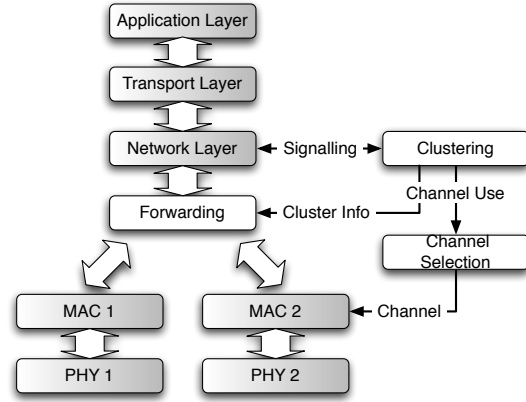 Application Layer
Transport Layer
Network Layer
Signalling
Clustering
Channel Use
Forwarding
Cluster Info
Channel
Selection
MAC 1
MAC 2
Channel
PHY 1
PHY 2